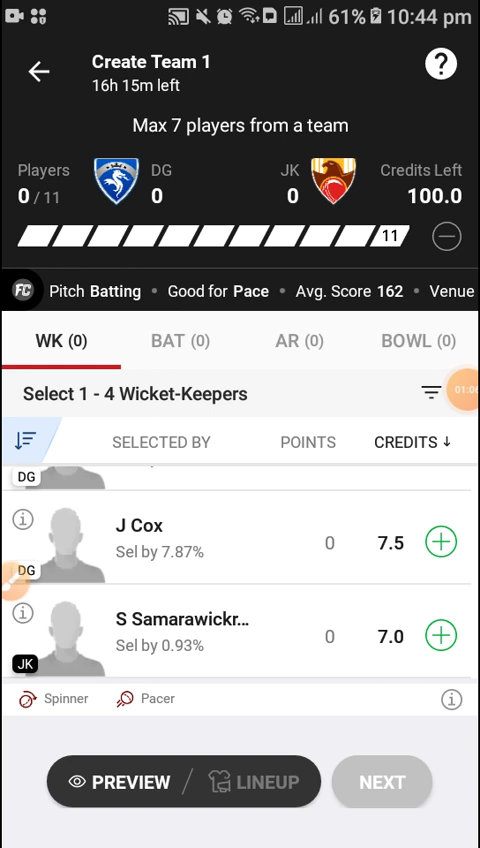 61% 10:44 pm
Create Team 1
16h 15m left
?
Max 7 players from a team
Players DG JK Credits Left
0 / 11 0 0 100.0
11
FC Pitch Batting • Good for Pace • Avg. Score 162 • Venue
WK (0) BAT (0) AR (0) BOWL (0)
Select 1 - 4 Wicket-Keepers
SELECTED BY POINTS CREDITS ↓
DG
J Cox
Sel by 7.87% 0 7.5
DG
S Samarawickr...
Sel by 0.93% 0 7.0
JK
Spinner Pacer
PREVIEW / LINEUP NEXT